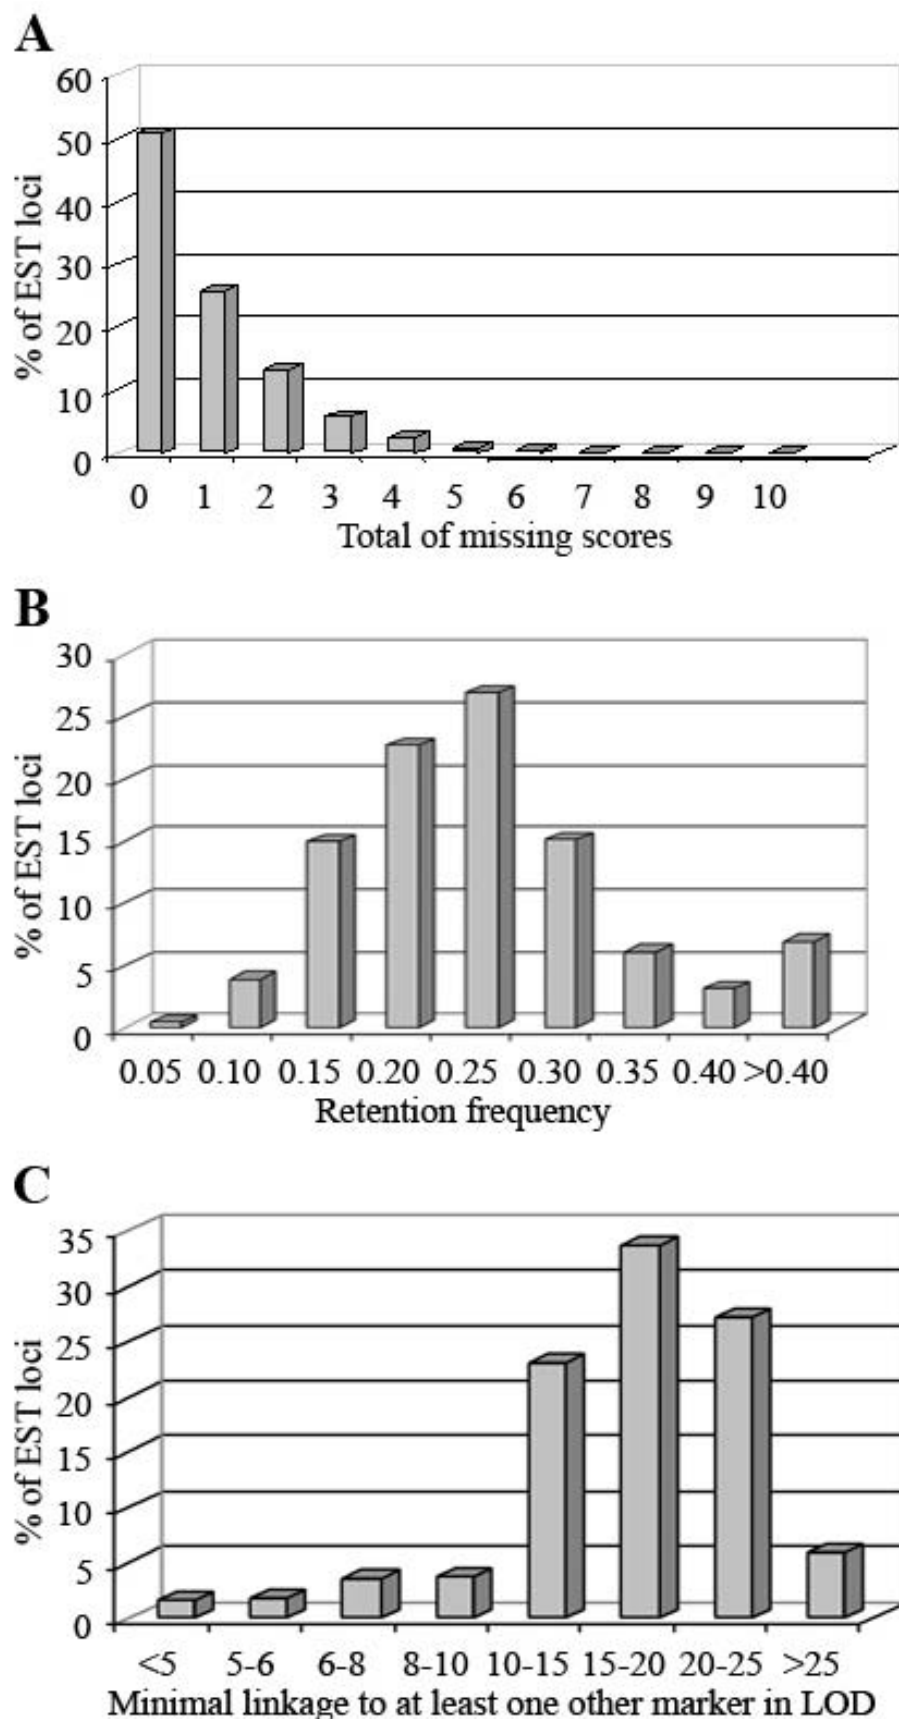 A
60
50
40
30
20
10
0
% of EST loci
0 1 2 3 4 5 6 7 8 9 10
Total of missing scores
B
30
25
20
15
10
5
0
% of EST loci
0.05 0.10 0.15 0.20 0.25 0.30 0.35 0.40 >0.40
Retention frequency
C
35
30
25
20
15
10
5
0
% of EST loci
<5 5-6 6-8 8-10 10-15 15-20 20-25 >25
Minimal linkage to at least one other marker in LOD